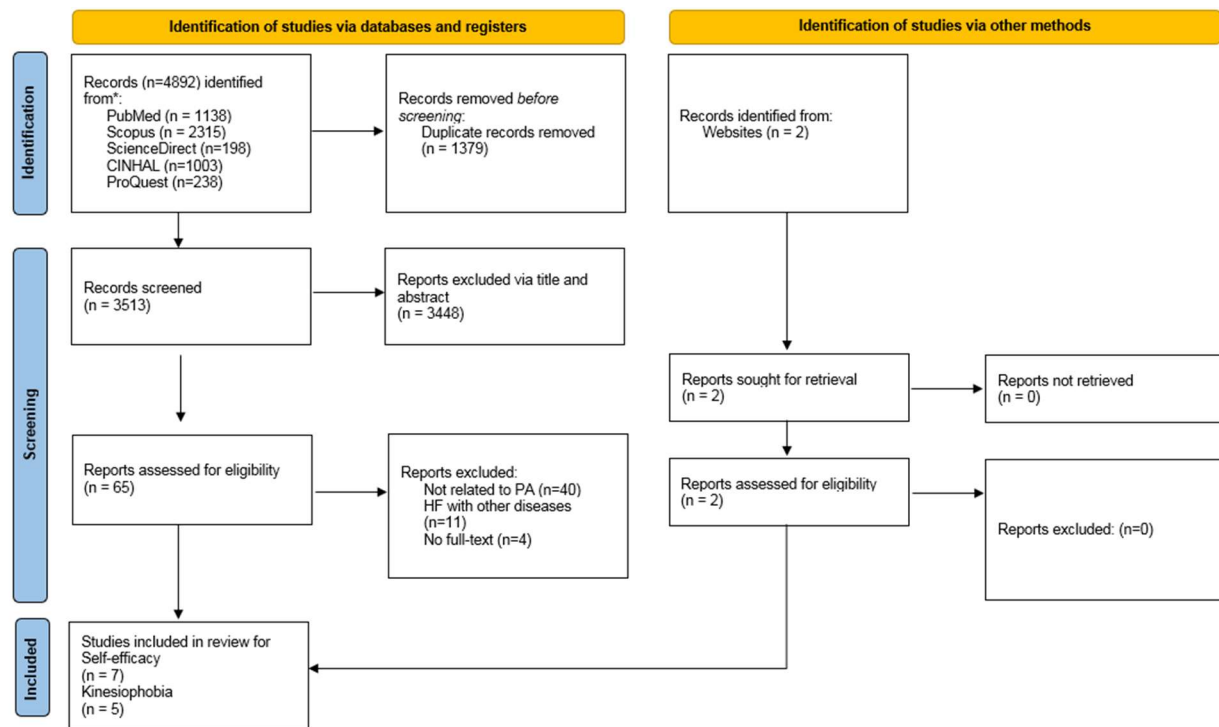 Identification of studies via databases and registers
Identification of studies via other methods
Identification
Records (n=4892) identified
from*:
PubMed (n = 1138)
Scopus (n = 2315)
ScienceDirect (n=198)
CINHAL (n=1003)
ProQuest (n=238)
Records removed before
screening:
Duplicate records removed
(n = 1379)
Records identified from:
Websites (n = 2)
Screening
Records screened
(n = 3513)
Reports excluded via title and
abstract
(n = 3448)
Reports sought for retrieval
(n = 2)
Reports not retrieved
(n = 0)
Reports assessed for eligibility
(n = 65)
Reports excluded:
Not related to PA (n=40)
HF with other diseases
(n=11)
No full-text (n=4)
Reports assessed for eligibility
(n = 2)
Reports excluded: (n=0)
Included
Studies included in review for
Self-efficacy
(n = 7)
Kinesiophobia
(n = 5)